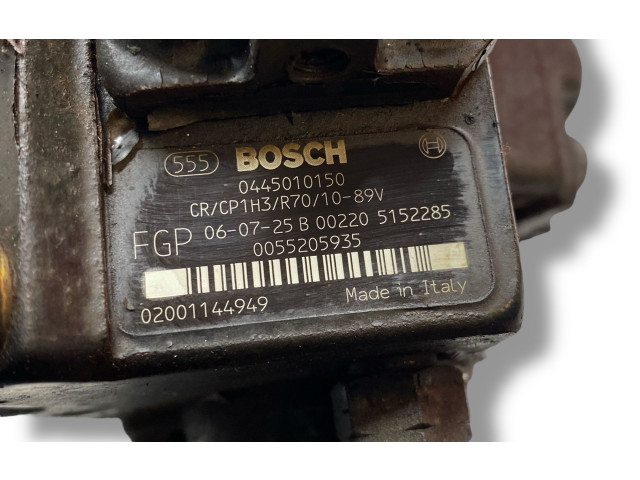 555 BOSCH
0445010150
CR/CP1H3/R70/10-89V
FGP 06-07-25 B 00220 5152285
0055205935
02001144949 Made in Italy